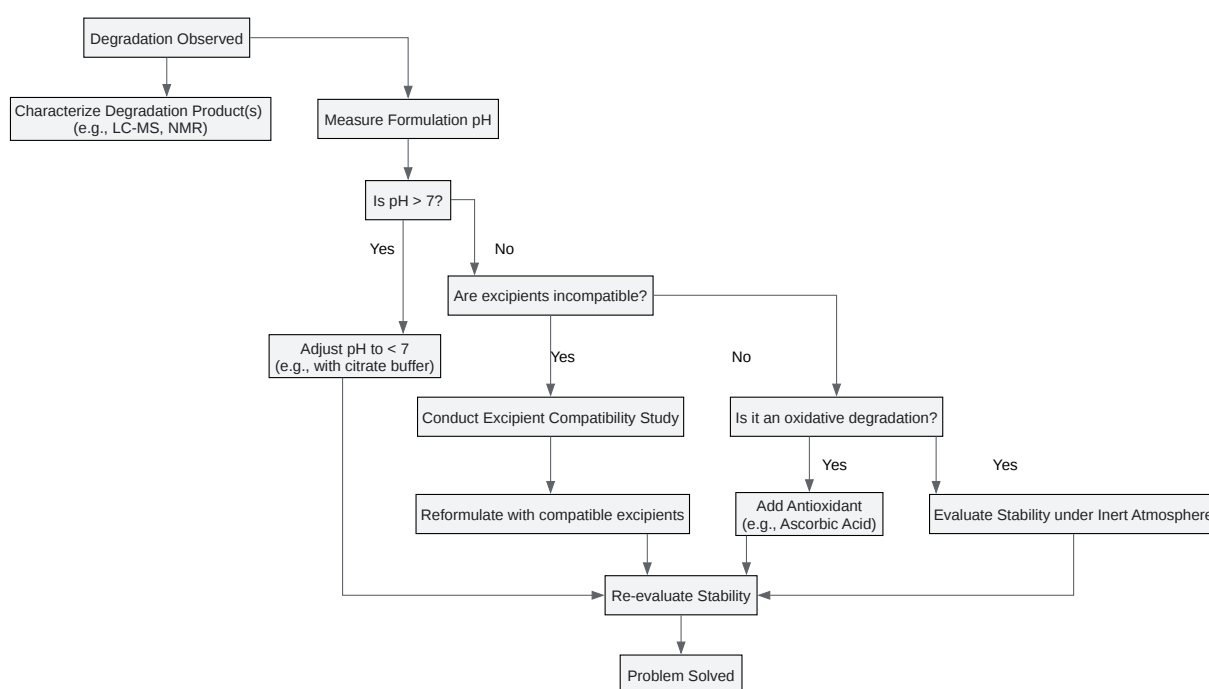 Degradation Observed
Characterize Degradation Product(s)
(e.g., LC-MS, NMR)
Measure Formulation pH
Is pH > 7?
Yes
No
Are excipients incompatible?
Adjust pH to < 7
(e.g., with citrate buffer)
Yes
No
Conduct Excipient Compatibility Study
Is it an oxidative degradation?
Yes
Yes
Reformulate with compatible excipients
Add Antioxidant
(e.g., Ascorbic Acid)
Evaluate Stability under Inert Atmosphere
Re-evaluate Stability
Problem Solved